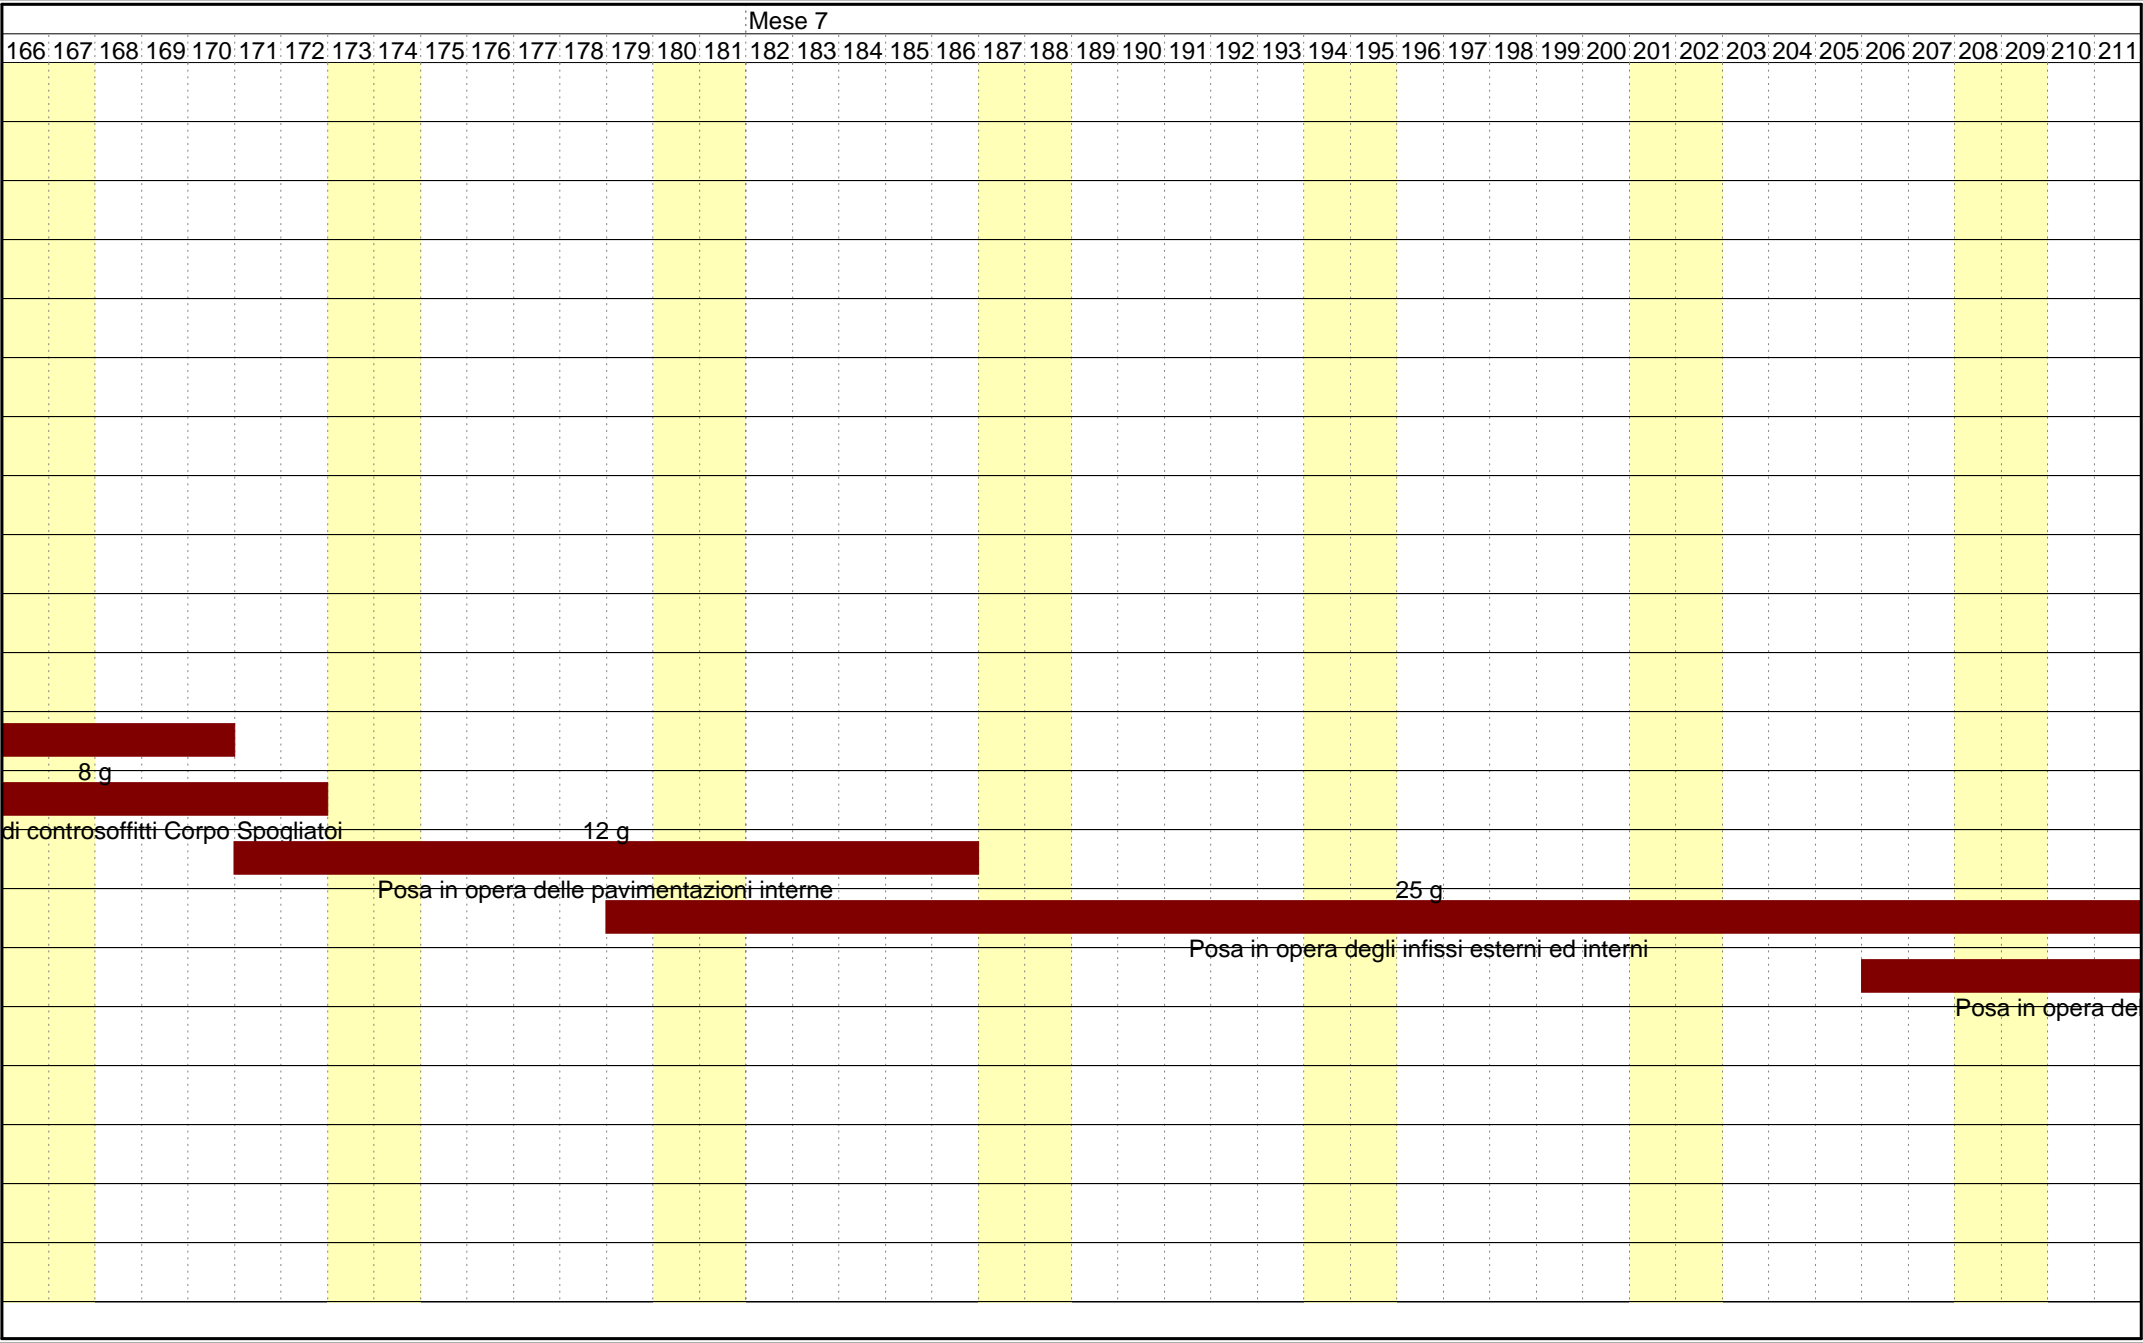 Mese 7
166 167 168 169 170 171 172 173 174 175 176 177 178 179 180 181 182 183 184 185 186 187 188 189 190 191 192 193 194 195 196 197 198 199 200 201 202 203 204 205 206 207 208 209 210 211
8 g
di controsoffitti Corpo Spogliatoi 12 g
Posa in opera delle pavimentazioni interne 25 g
Posa in opera degli infissi esterni ed interni
Posa in opera del